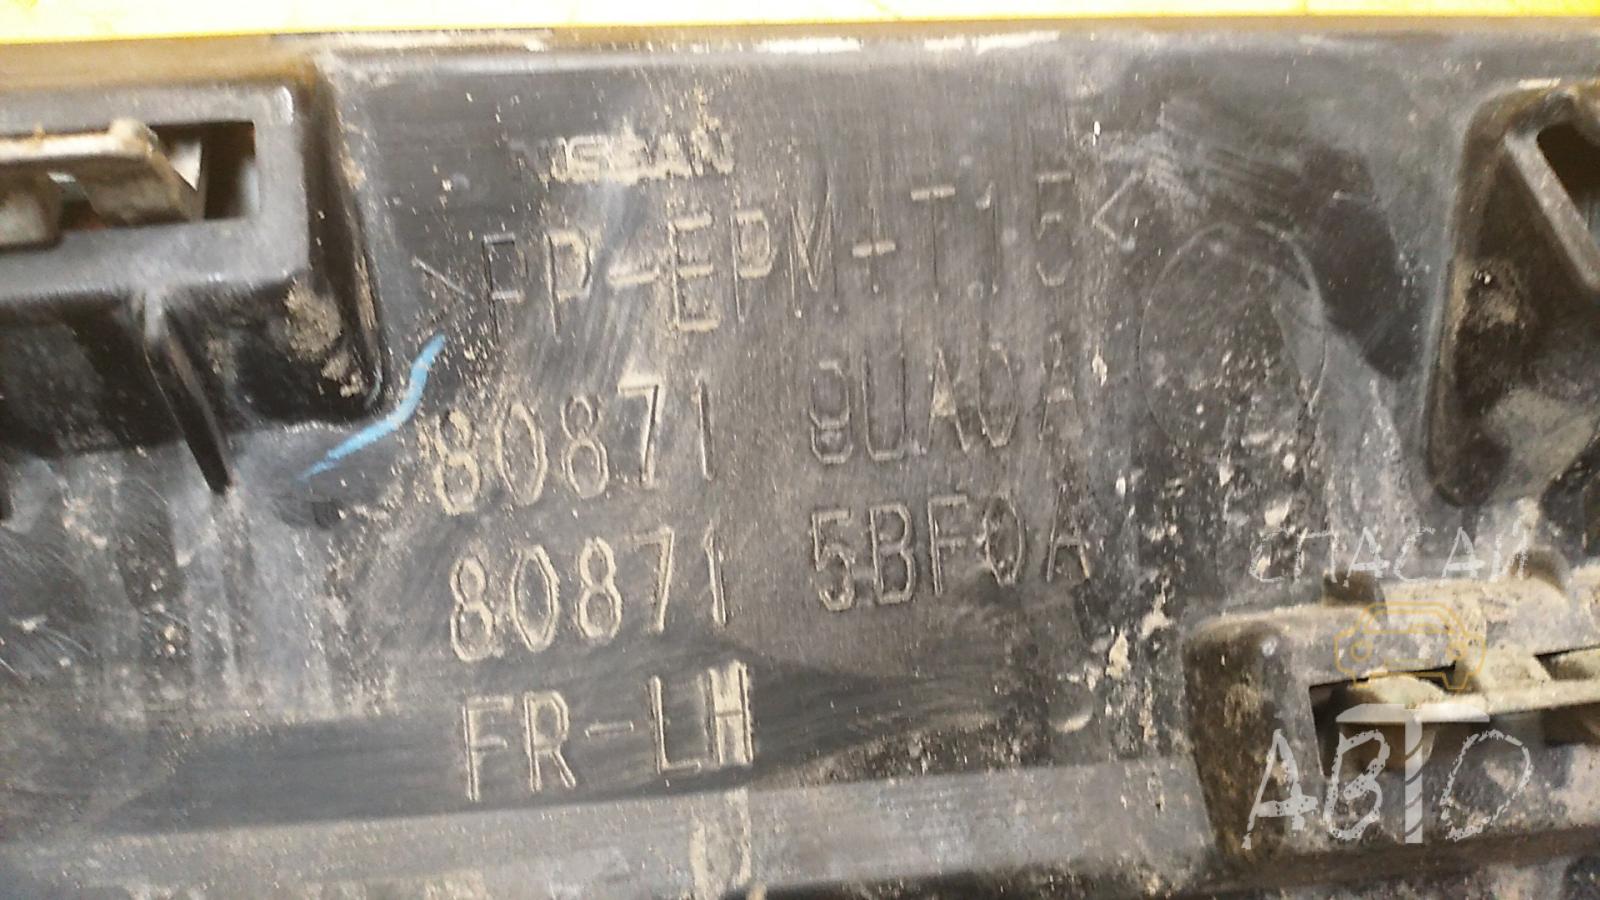 NISSAN
>PP-EPM+T15<
80871 9UA0A
80871 5BF0A
FR-LH
СПАСАЙ
АВТО